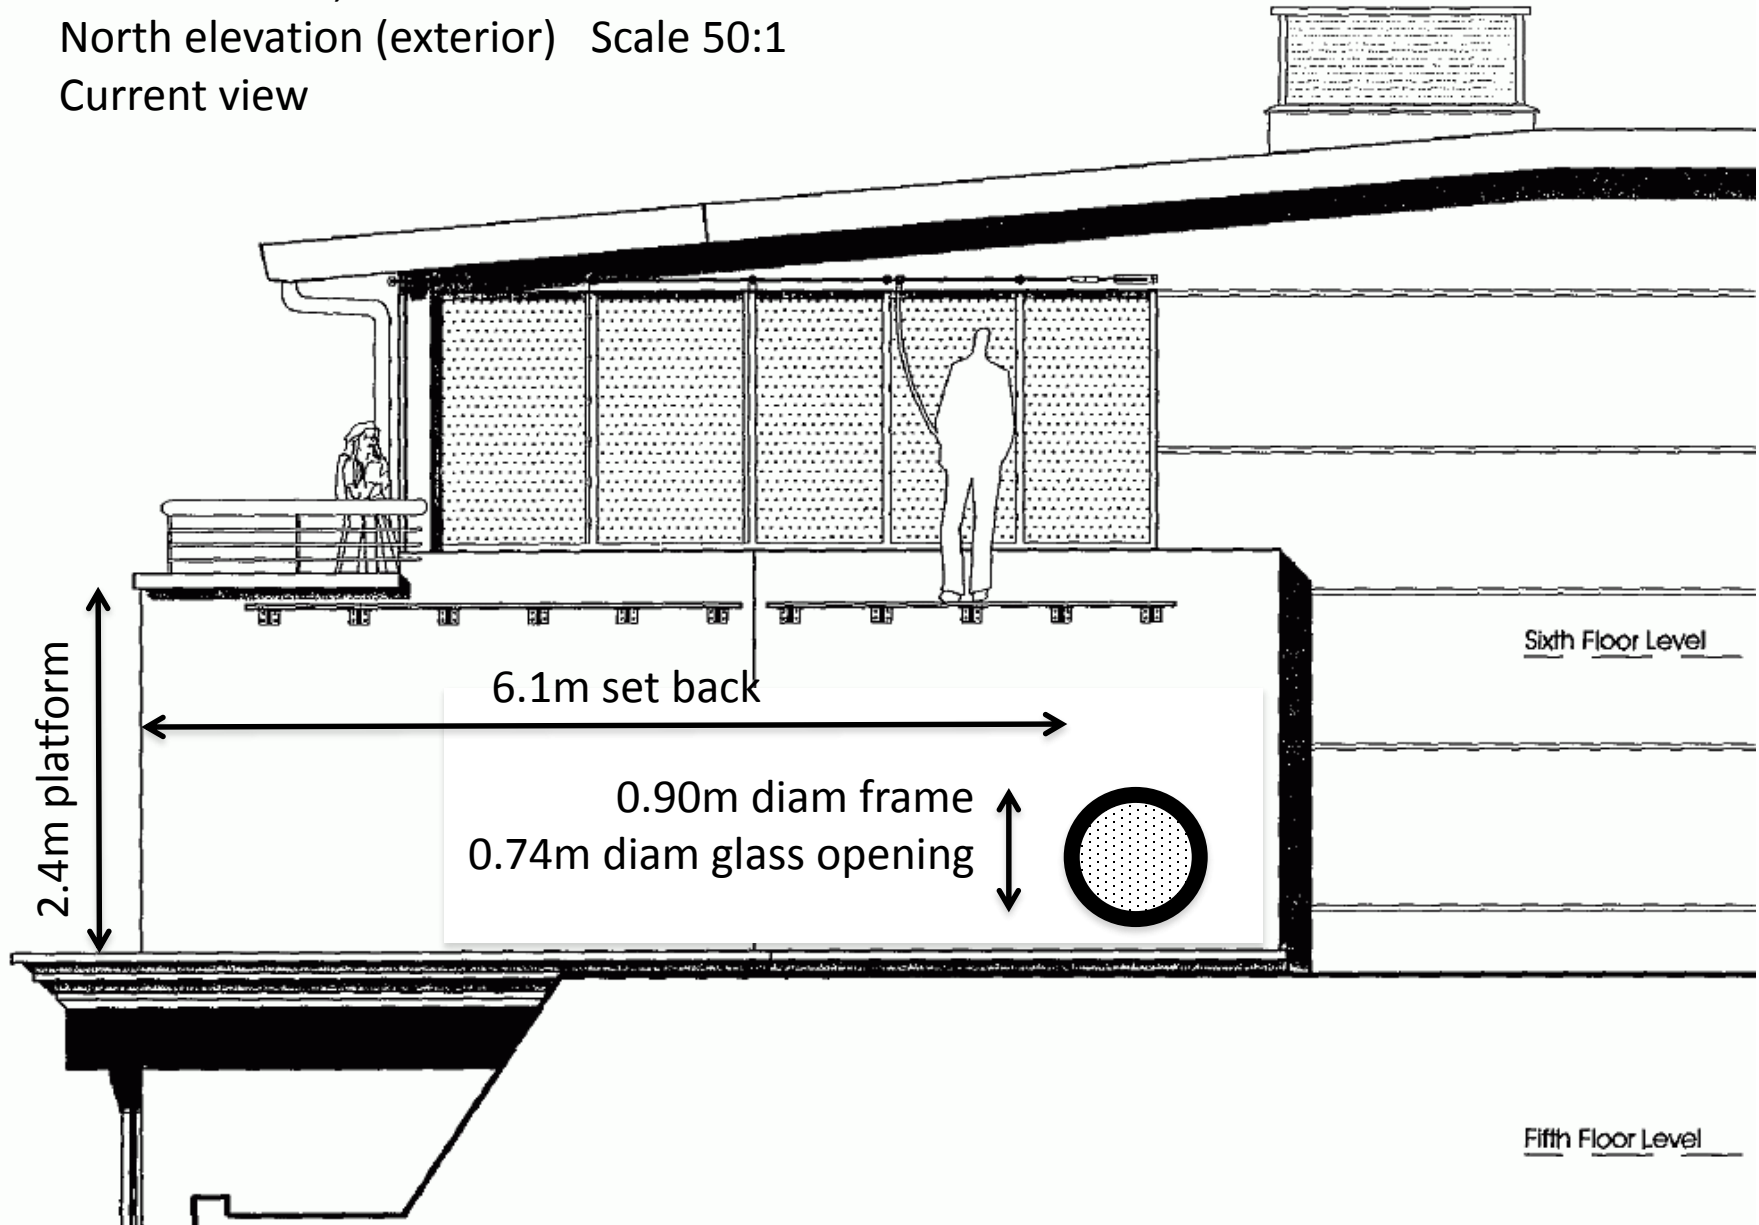 North elevation (exterior) Scale 50:1
Current view
Sixth Floor Level
6.1m set back
2.4m platform
0.90m diam frame
0.74m diam glass opening
Fifth Floor Level